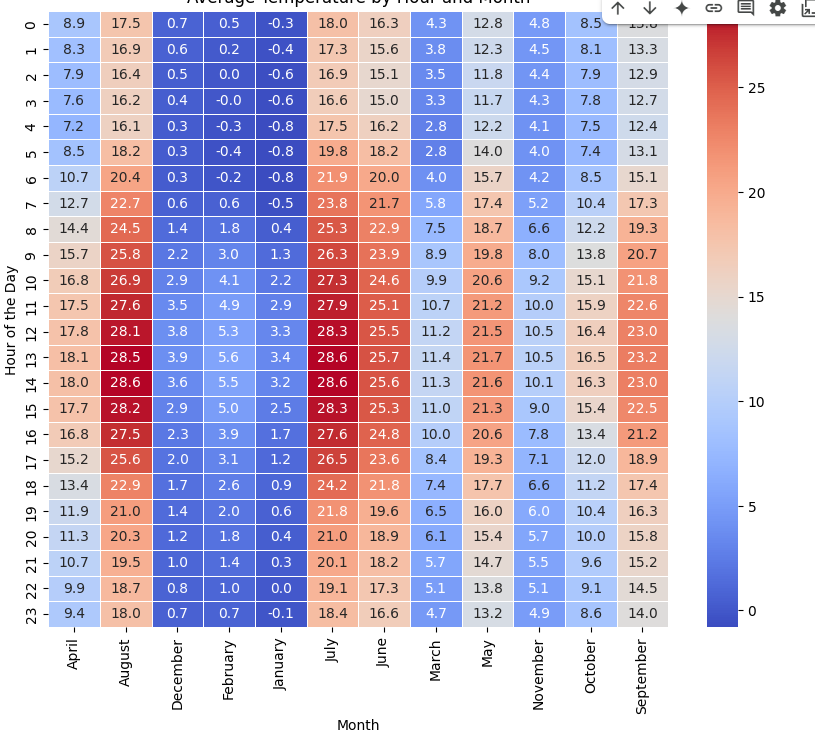 Average Temperature by Hour and Month
0 8.9 17.5 0.7 0.5 -0.3 18.0 16.3 4.3 12.8 4.8 8.5
1 8.3 16.9 0.6 0.2 -0.4 17.3 15.6 3.8 12.3 4.5 8.1 13.3
2 7.9 16.4 0.5 0.0 -0.6 16.9 15.1 3.5 11.8 4.4 7.9 12.9
3 7.6 16.2 0.4 -0.0 -0.6 16.6 15.0 3.3 11.7 4.3 7.8 12.7
4 7.2 16.1 0.3 -0.3 -0.8 17.5 16.2 2.8 12.2 4.1 7.5 12.4
5 8.5 18.2 0.3 -0.4 -0.8 19.8 18.2 2.8 14.0 4.0 7.4 13.1
6 10.7 20.4 0.3 -0.2 -0.8 21.9 20.0 4.0 15.7 4.2 8.5 15.1
7 12.7 22.7 0.6 0.6 -0.5 23.8 21.7 5.8 17.4 5.2 10.4 17.3
8 14.4 24.5 1.4 1.8 0.4 25.3 22.9 7.5 18.7 6.6 12.2 19.3
9 15.7 25.8 2.2 3.0 1.3 26.3 23.9 8.9 19.8 8.0 13.8 20.7
10 16.8 26.9 2.9 4.1 2.2 27.3 24.6 9.9 20.6 9.2 15.1 21.8
11 17.5 27.6 3.5 4.9 2.9 27.9 25.1 10.7 21.2 10.0 15.9 22.6
12 17.8 28.1 3.8 5.3 3.3 28.3 25.5 11.2 21.5 10.5 16.4 23.0
13 18.1 28.5 3.9 5.6 3.4 28.6 25.7 11.4 21.7 10.5 16.5 23.2
14 18.0 28.6 3.6 5.5 3.2 28.6 25.6 11.3 21.6 10.1 16.3 23.0
15 17.7 28.2 2.9 5.0 2.5 28.3 25.3 11.0 21.3 9.0 15.4 22.5
16 16.8 27.5 2.3 3.9 1.7 27.6 24.8 10.0 20.6 7.8 13.4 21.2
17 15.2 25.6 2.0 3.1 1.2 26.5 23.6 8.4 19.3 7.1 12.0 18.9
18 13.4 22.9 1.7 2.6 0.9 24.2 21.8 7.4 17.7 6.6 11.2 17.4
19 11.9 21.0 1.4 2.0 0.6 21.8 19.6 6.5 16.0 6.0 10.4 16.3
20 11.3 20.3 1.2 1.8 0.4 21.0 18.9 6.1 15.4 5.7 10.0 15.8
21 10.7 19.5 1.0 1.4 0.3 20.1 18.2 5.7 14.7 5.5 9.6 15.2
22 9.9 18.7 0.8 1.0 0.0 19.1 17.3 5.1 13.8 5.1 9.1 14.5
23 9.4 18.0 0.7 0.7 -0.1 18.4 16.6 4.7 13.2 4.9 8.6 14.0
Hour of the Day
April August December February January July June March May November October September
Month
25
20
15
10
5
0